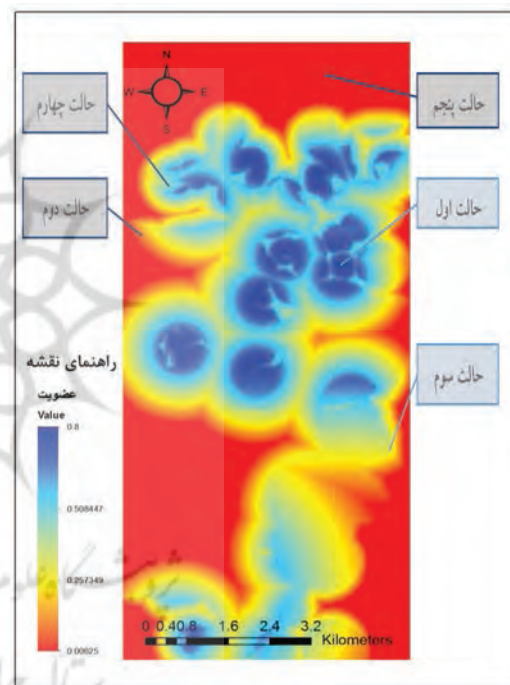 N
W E
S
حالت چهارم
حالت پنجم
حالت دوم
حالت اول
حالت سوم
راهنمای نقشه
عضویت
Value
0.8
0.508447
0.257349
0.00625
0 0.40.8 1.6 2.4 3.2
Kilometers